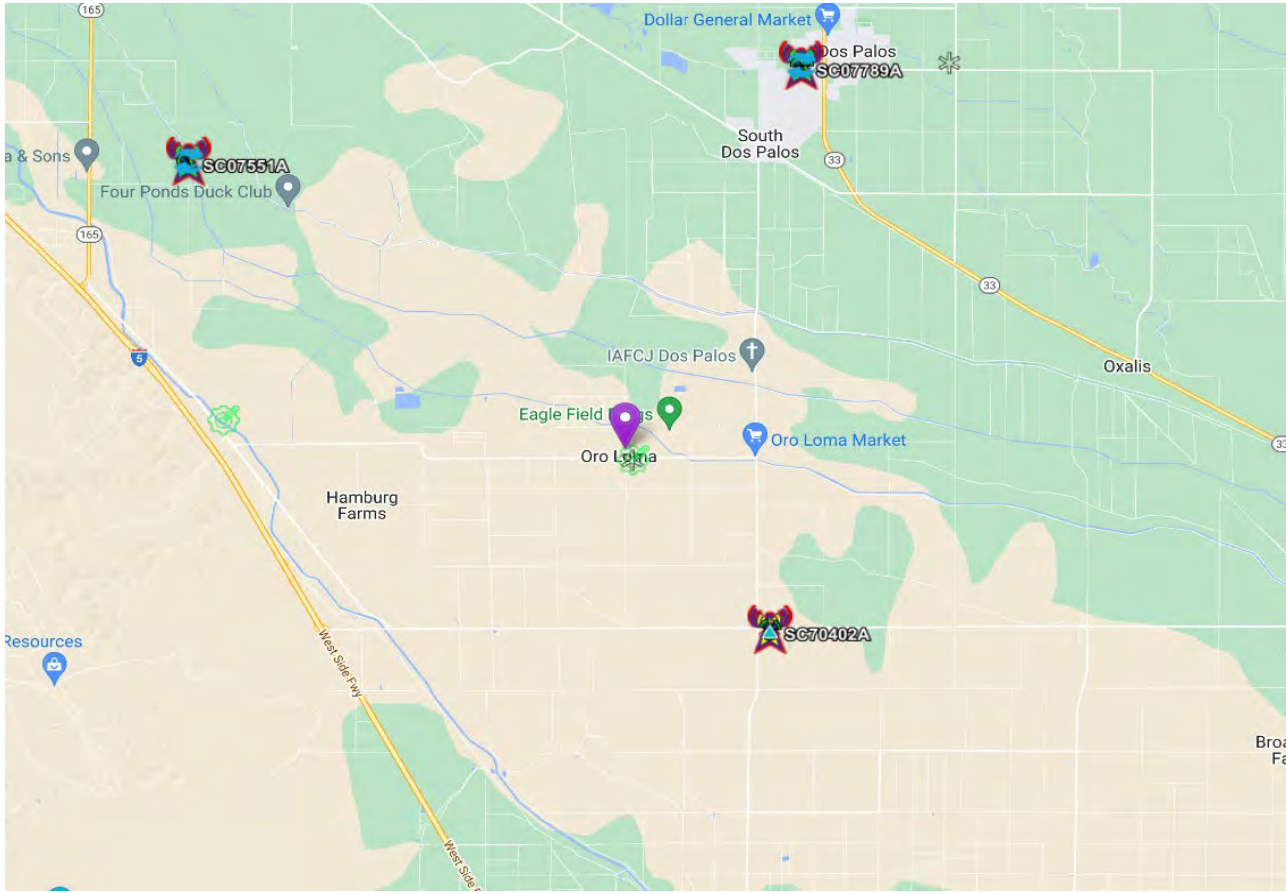 165
Dollar General Market
Dos Palos
SC07789A
South
Dos Palos
33
a & Sons
SC07551A
Four Ponds Duck Club
165
33
5
IAFCJ Dos Palos
Oxalis
Eagle Field
Oro Loma Market
33
Oro Loma
Hamburg
Farms
SC70402A
Resources
West Side Fwy
Broa
Fa
West Side F